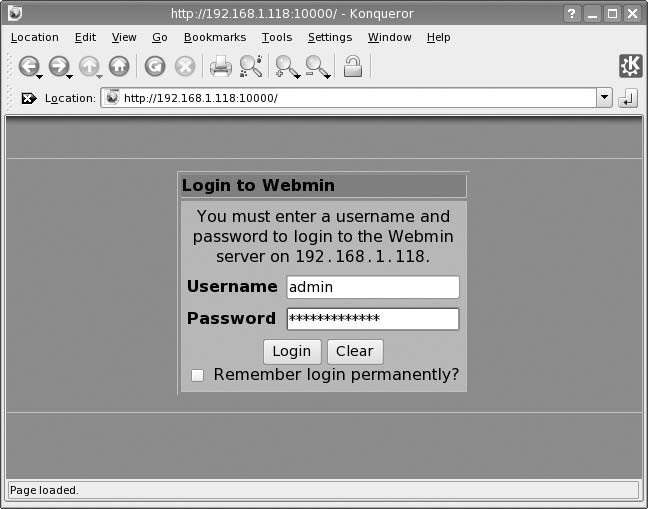 http://192.168.1.118:10000/ - Konqueror
Location Edit View Go Bookmarks Tools Settings Window Help
Location: http://192.168.1.118:10000/
Login to Webmin
You must enter a username and
password to login to the Webmin
server on 192.168.1.118.
Username admin
Password *************
Login Clear
Remember login permanently?
Page loaded.